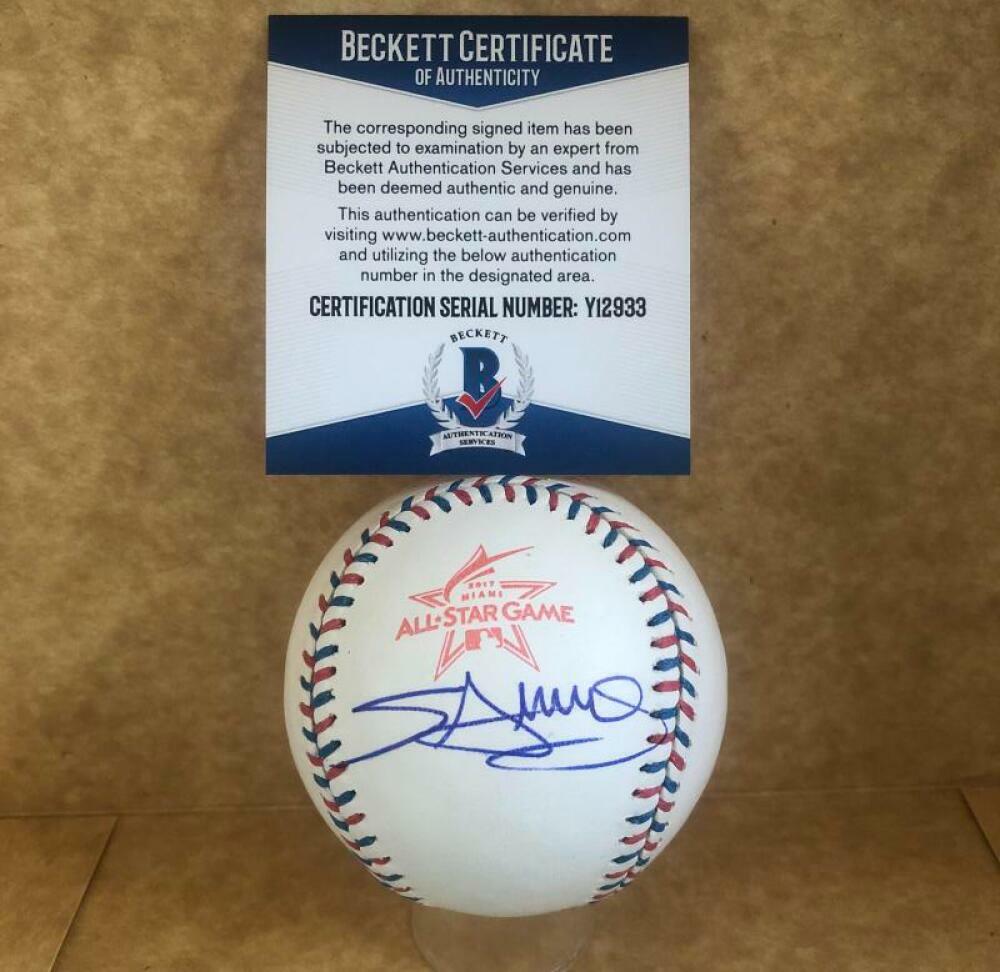 BECKETT CERTIFICATE
OF AUTHENTICITY
The corresponding signed item has been
subjected to examination by an expert from
Beckett Authentication Services and has
been deemed authentic and genuine.
This authentication can be verified by
visiting www.beckett-authentication.com
and utilizing the below authentication
number in the designated area.
CERTIFICATION SERIAL NUMBER: Y12933
BECKETT
B
AUTHENTICATION
SERVICES
2017
MIAMI
ALL★STAR GAME